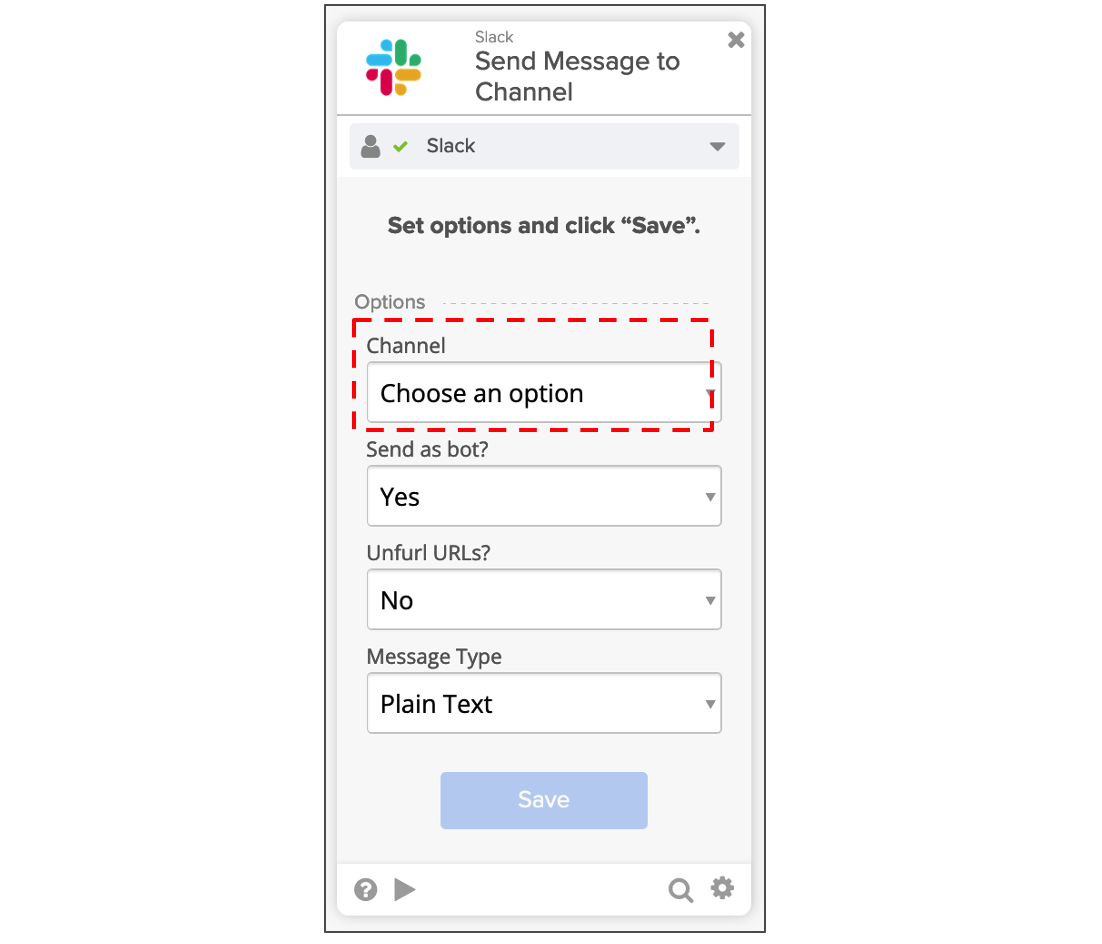 Slack
Send Message to
Channel
Slack
Set options and click “Save”.
Options
Channel
Choose an option
Send as bot?
Yes
Unfurl URLs?
No
Message Type
Plain Text
Save